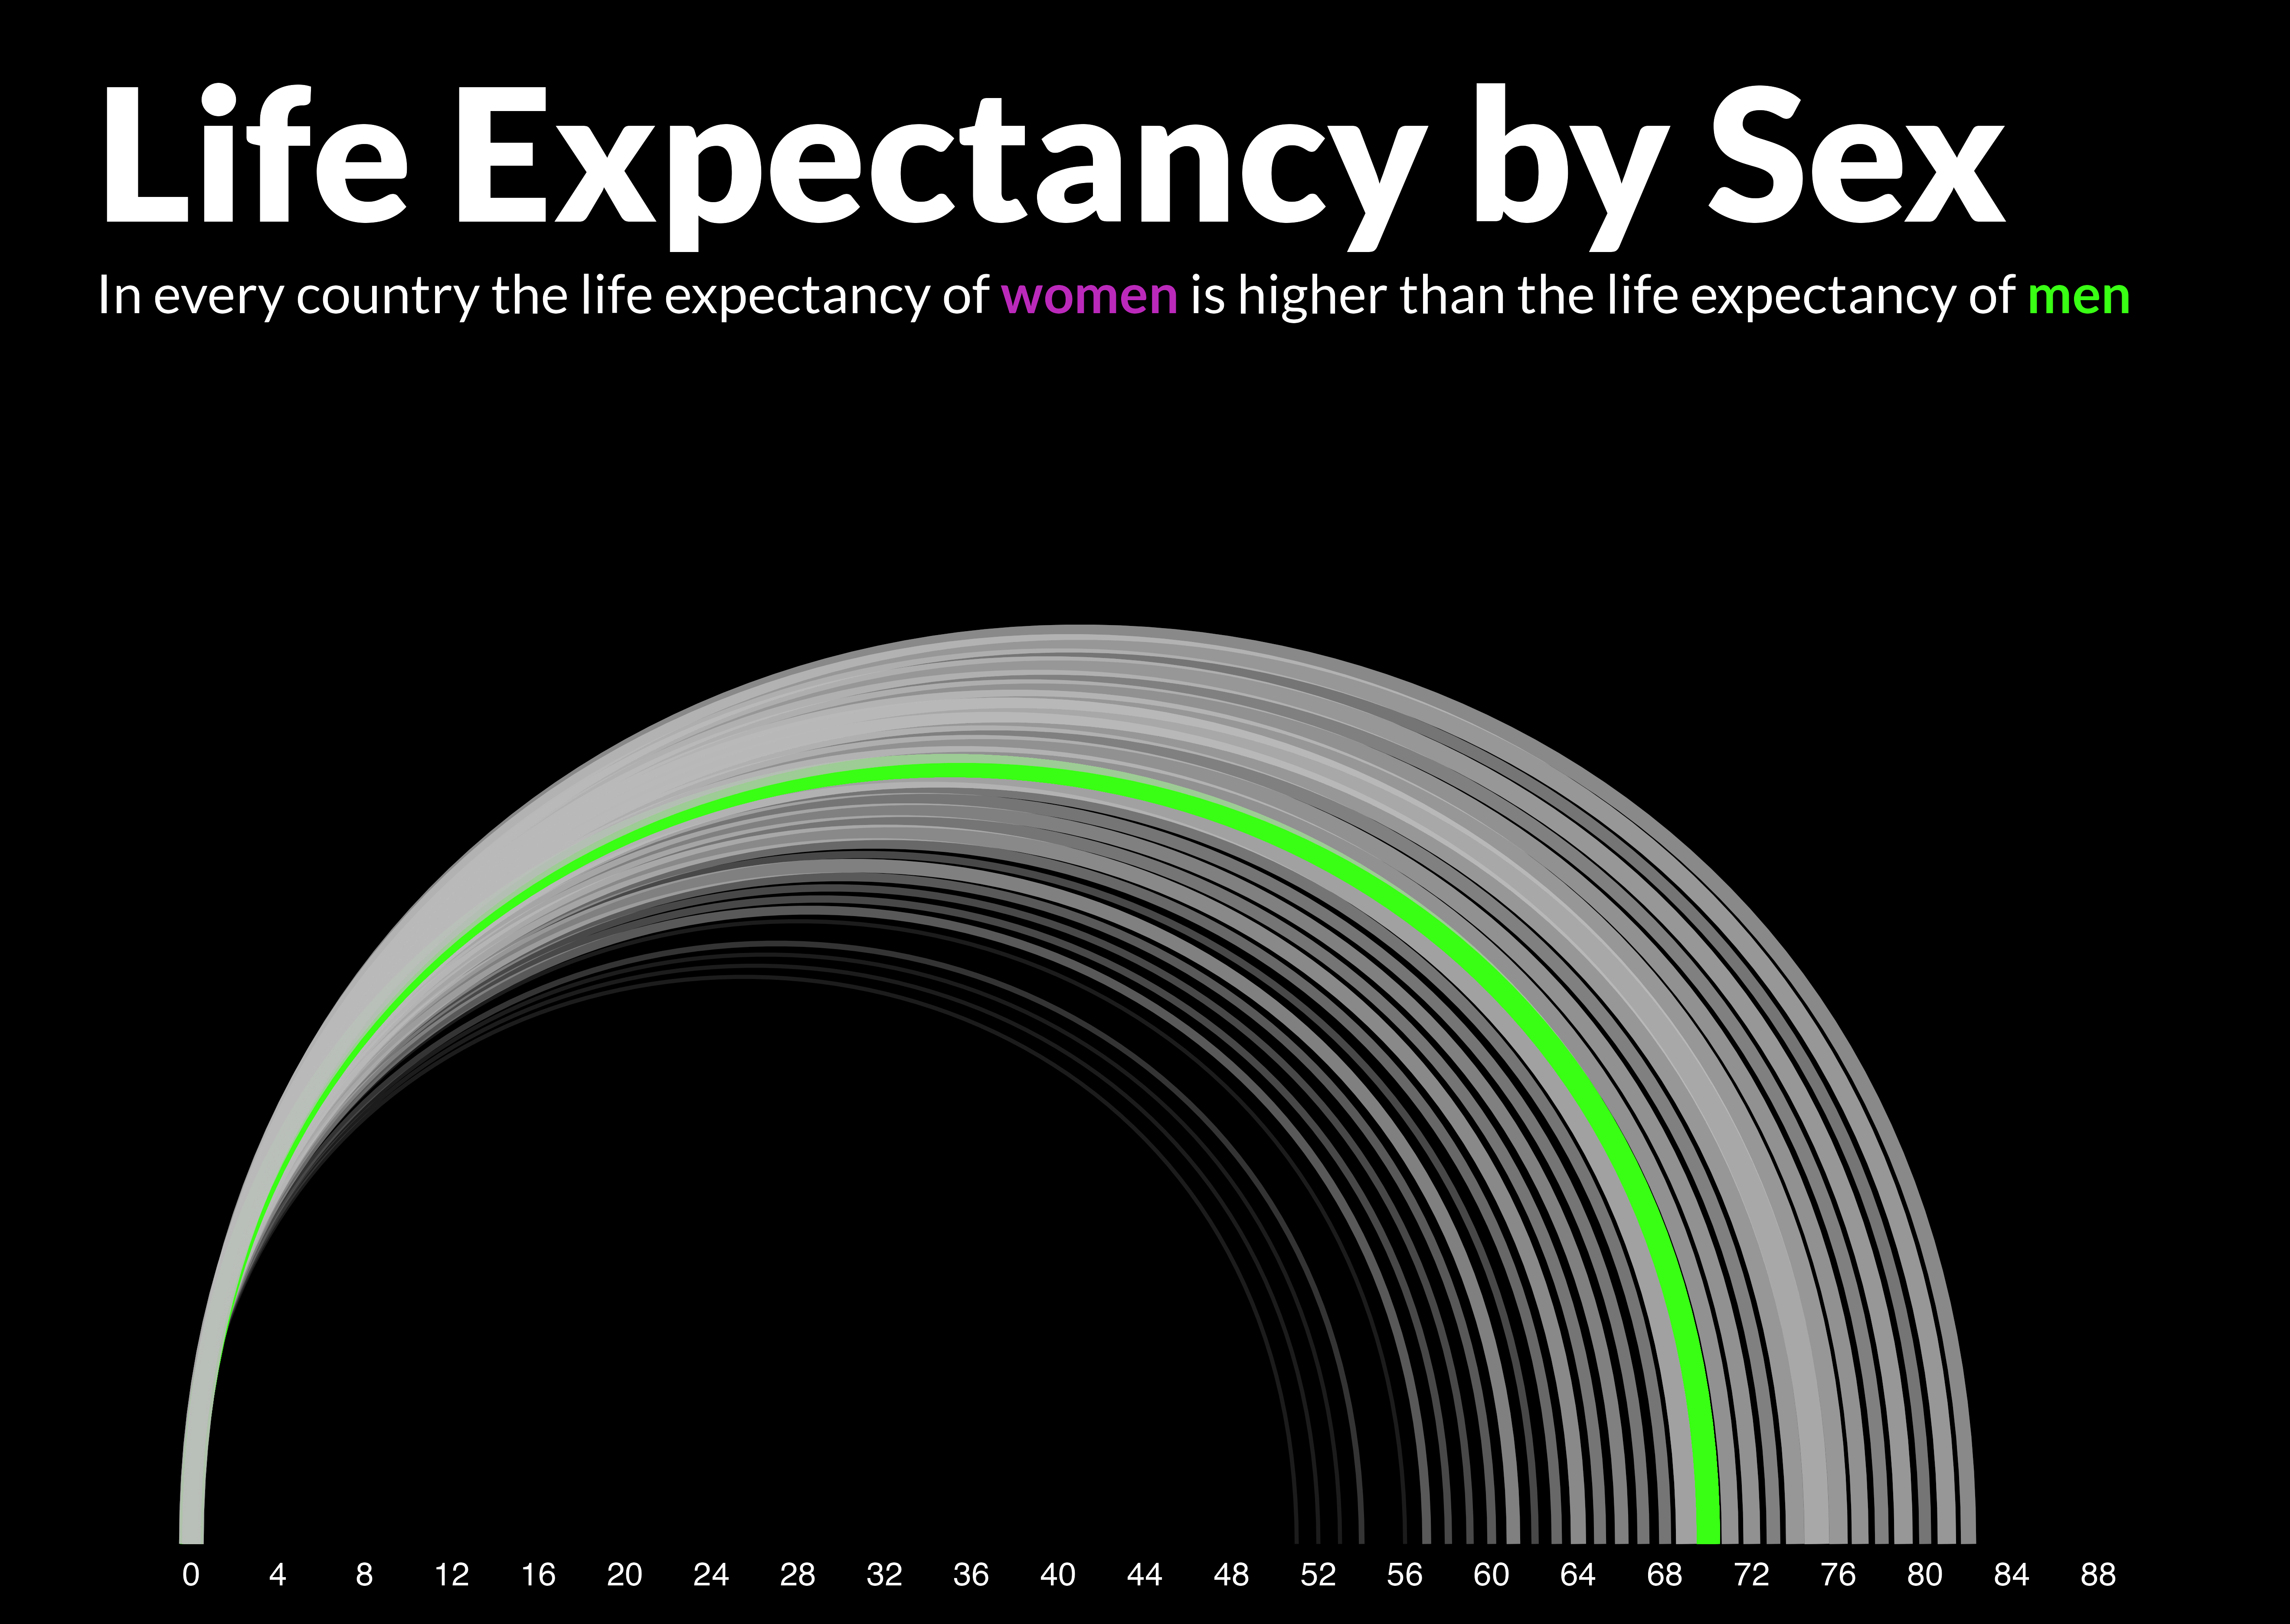 Life Expectancy by Sex
In every country the life expectancy of women is higher than the life expectancy of men
0 4 8 12 16 20 24 28 32 36 40 44 48 52 56 60 64 68 72 76 80 84 88